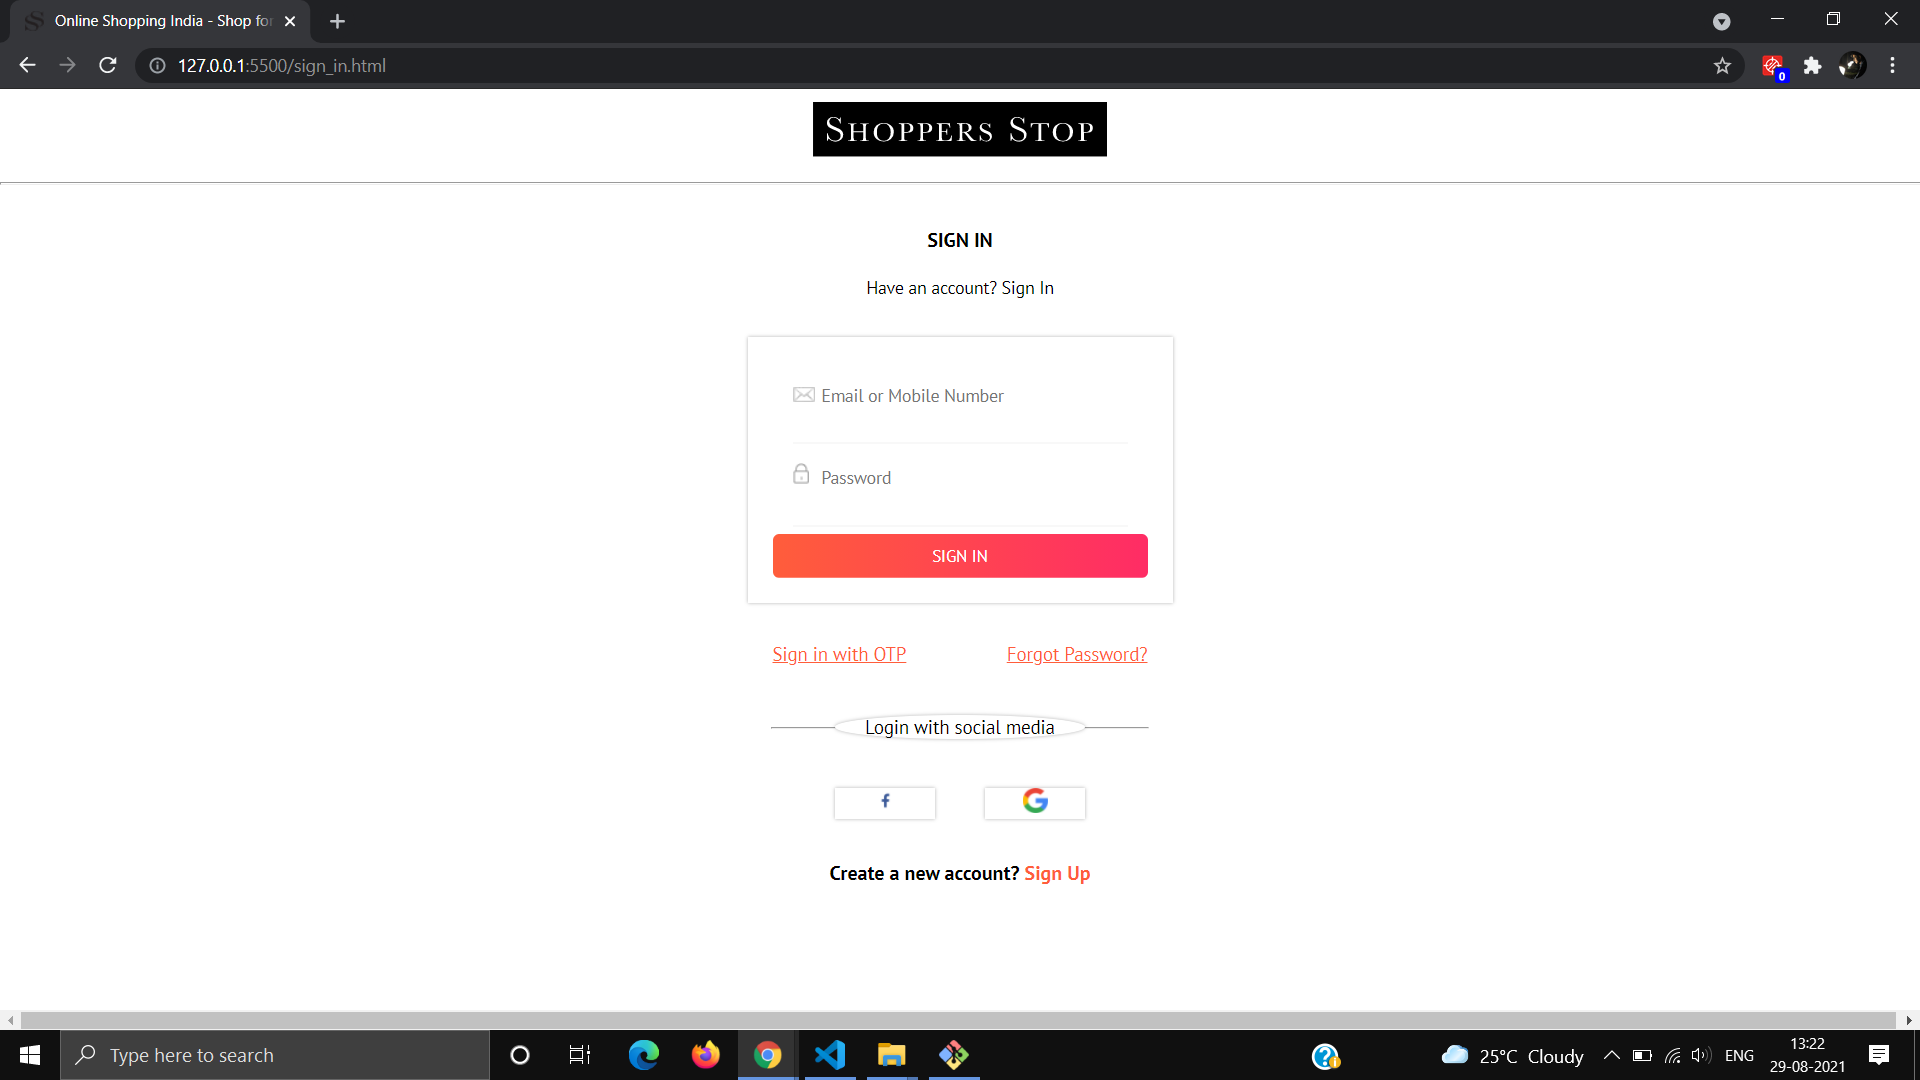 Online Shopping India - Shop for
127.0.0.1:5500/sign_in.html
0
SHOPPERS STOP
SIGN IN
Have an account? Sign In
Email or Mobile Number
Password
SIGN IN
Sign in with OTP Forgot Password?
Login with social media
Create a new account? Sign Up
Type here to search
25°C Cloudy
ENG
13:22
29-08-2021